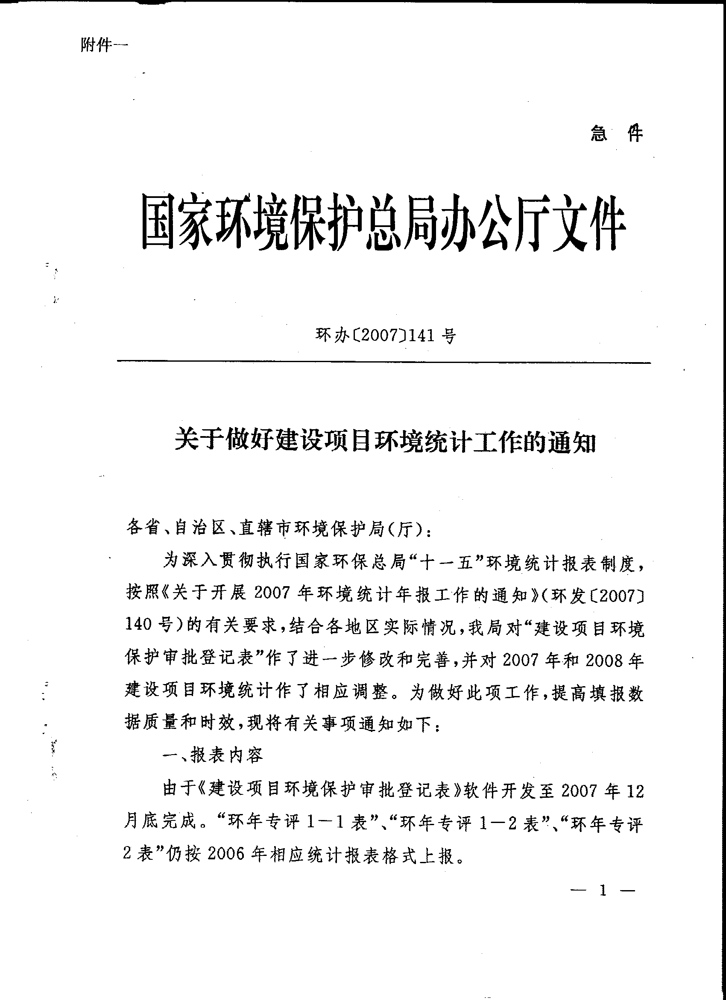 附件一
急 件
国家环境保护总局办公厅文件
环办〔2007〕141 号
关于做好建设项目环境统计工作的通知
各省、自治区、直辖市环境保护局(厅):
为深入贯彻执行国家环保总局“十一五”环境统计报表制度，
按照《关于开展 2007 年环境统计年报工作的通知》(环发〔2007〕
140 号)的有关要求,结合各地区实际情况,我局对“建设项目环境
保护审批登记表”作了进一步修改和完善,并对 2007 年和 2008 年
建设项目环境统计作了相应调整。为做好此项工作,提高填报数
据质量和时效,现将有关事项通知如下:
一、报表内容
由于《建设项目环境保护审批登记表》软件开发至 2007 年 12
月底完成。“环年专评 1－1 表”、“环年专评 1－2 表”、“环年专评
2 表”仍按 2006 年相应统计报表格式上报。
— 1 —